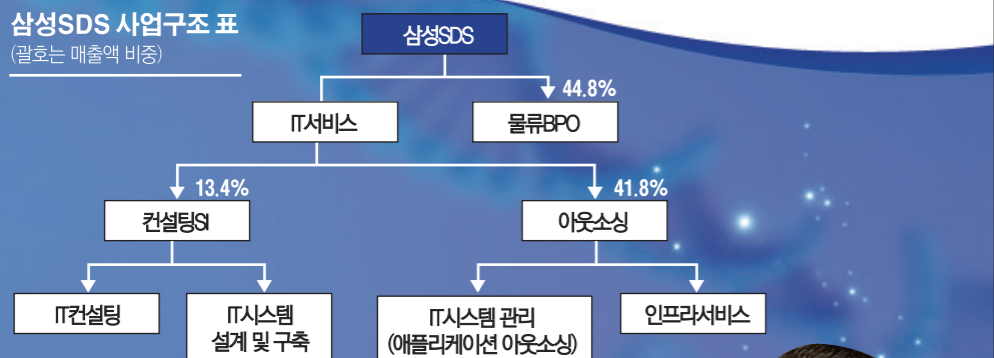 삼성SDS 사업구조 표
(괄호는 매출액 비중)
삼성SDS
44.8%
IT서비스
물류BPO
13.4%
41.8%
컨설팅SI
아웃소싱
IT컨설팅
IT시스템
설계 및 구축
IT시스템 관리
(애플리케이션 아웃소싱)
인프라서비스